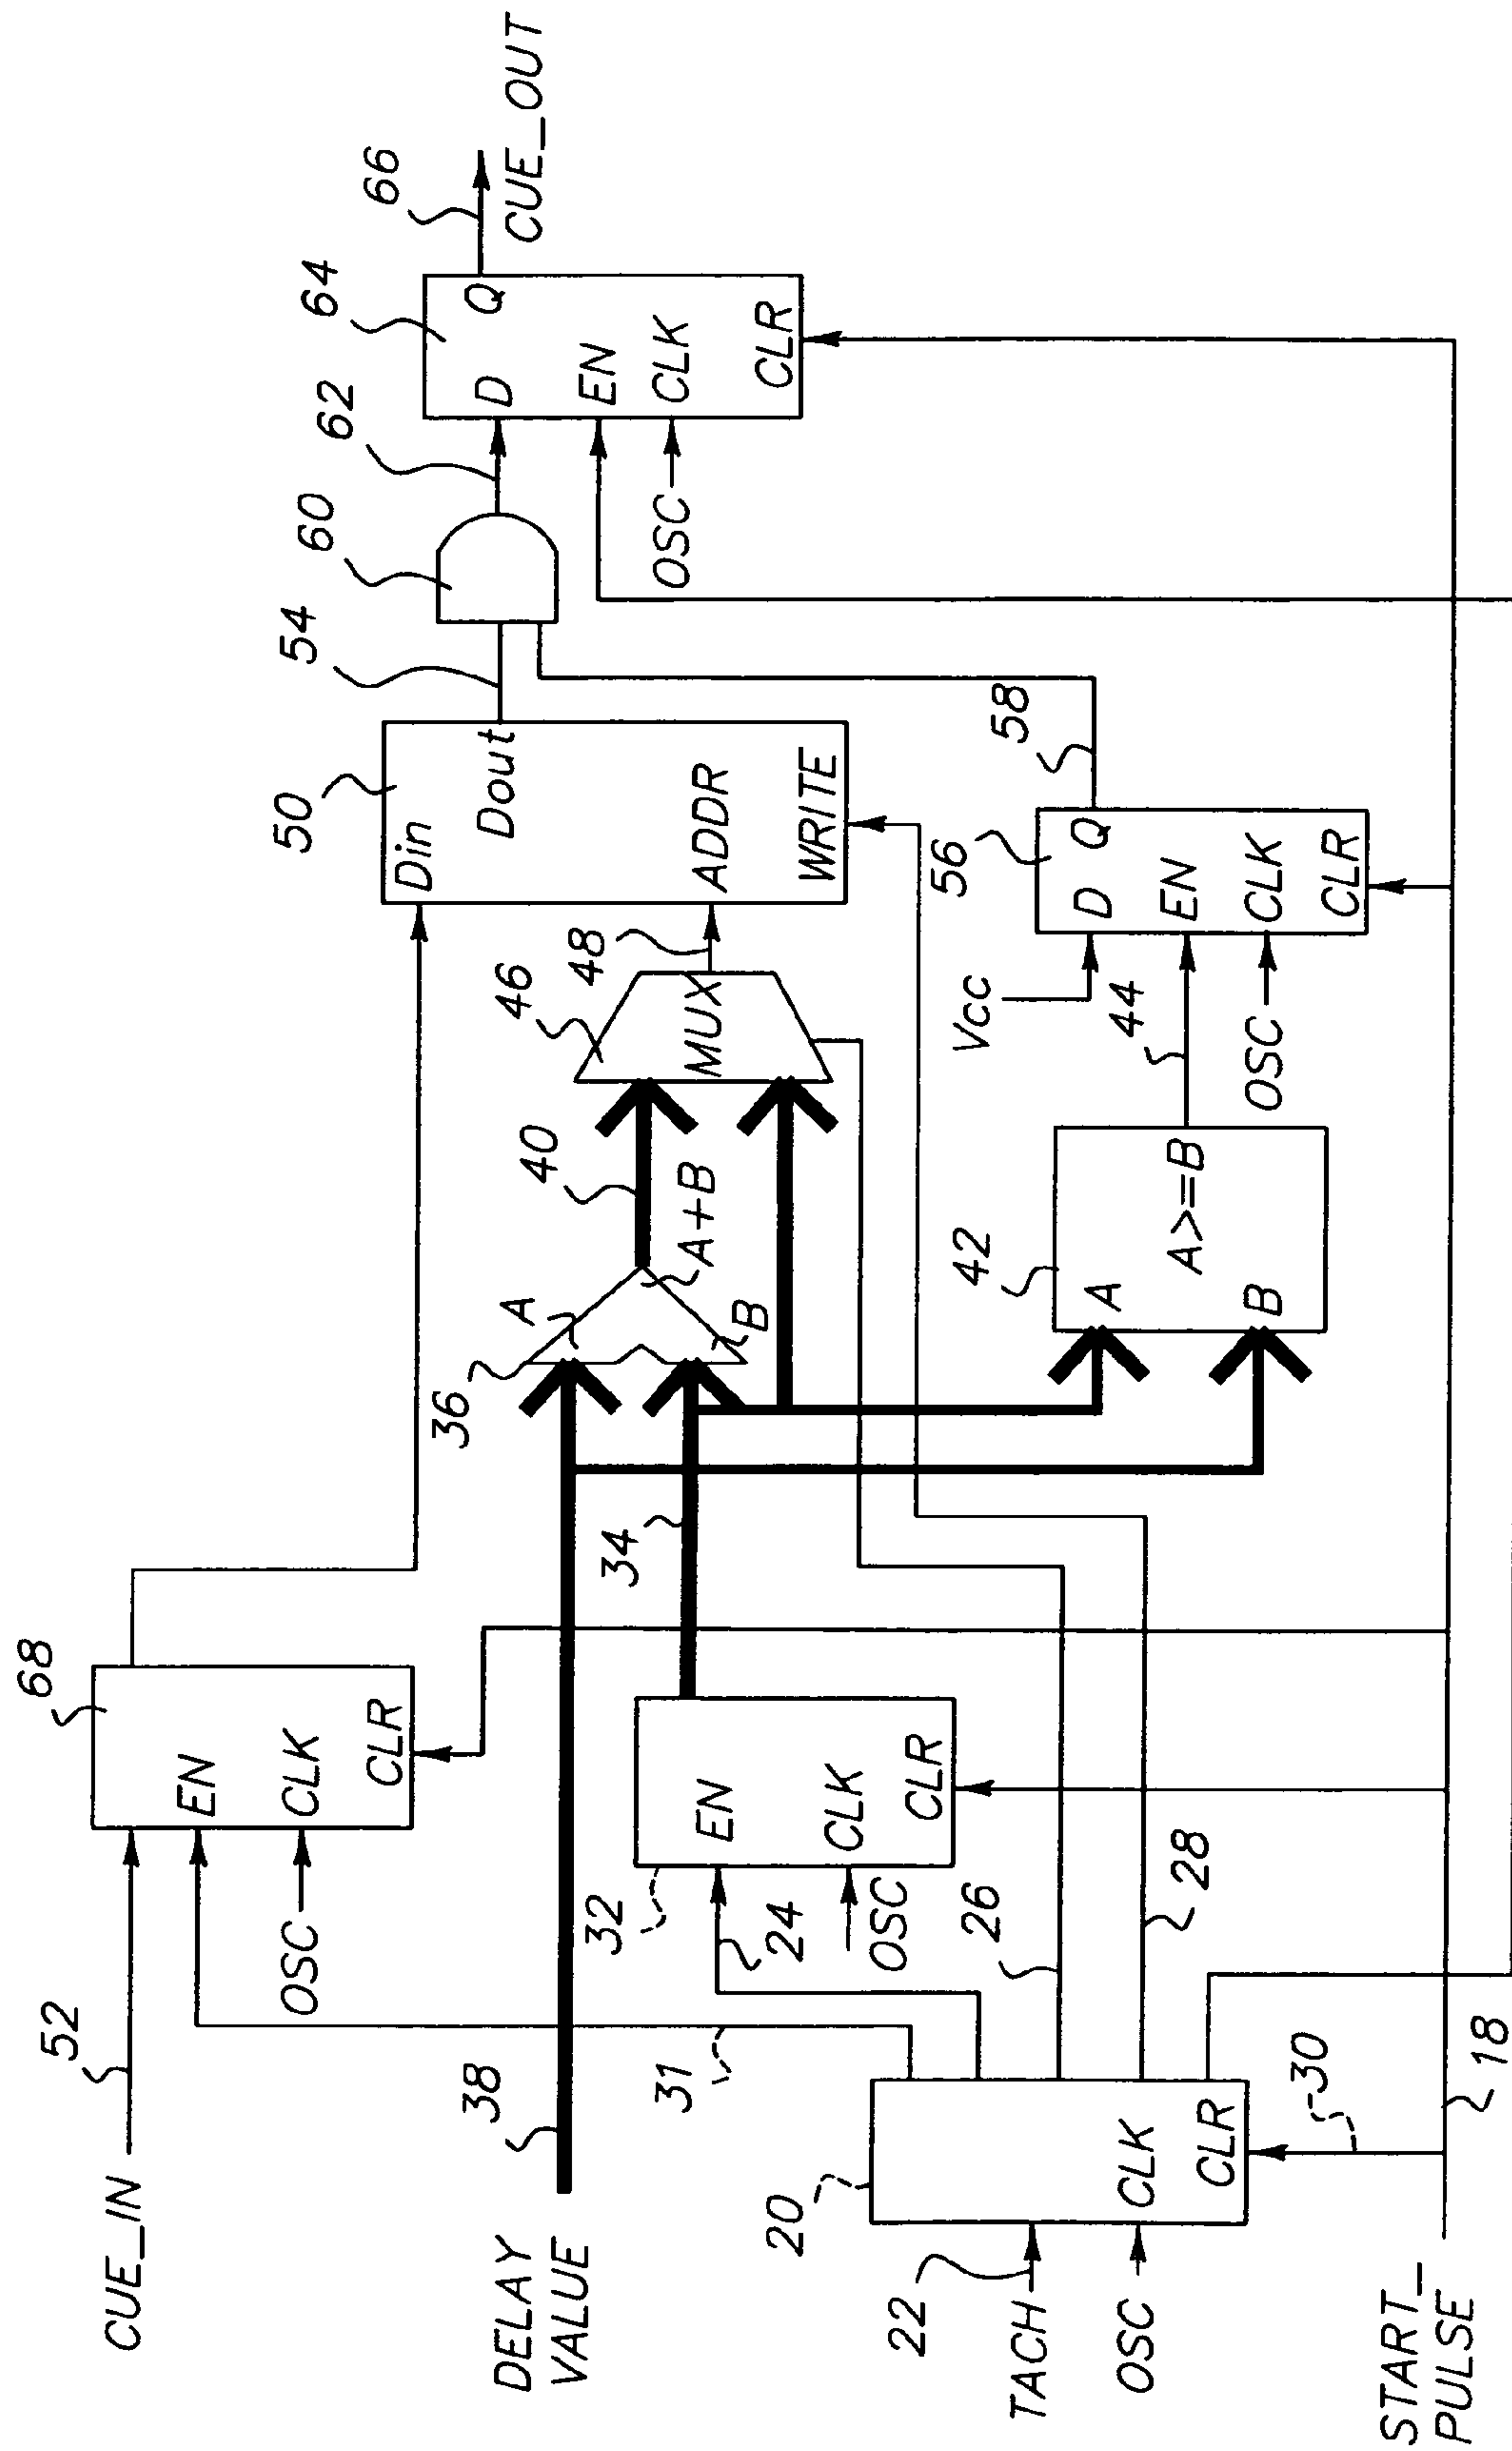 CUE_IN
52
68
EN
OSC
CLK
CLR
DELAY
VALUE
38
31
32
EN
24
CLK
OSC
CLR
34
36
A
B
A+B
40
46
MUX
48
50
Din
Dout
ADDR
WRITE
54
60
62
64
D
Q
EN
CLK
OSC
CLR
66
CUE_OUT
20
TACH
22
OSC
CLK
CLR
26
28
30
42
A
A>=B
B
44
Vcc
OSC
56
D
Q
EN
CLK
CLR
58
START_
PULSE
18